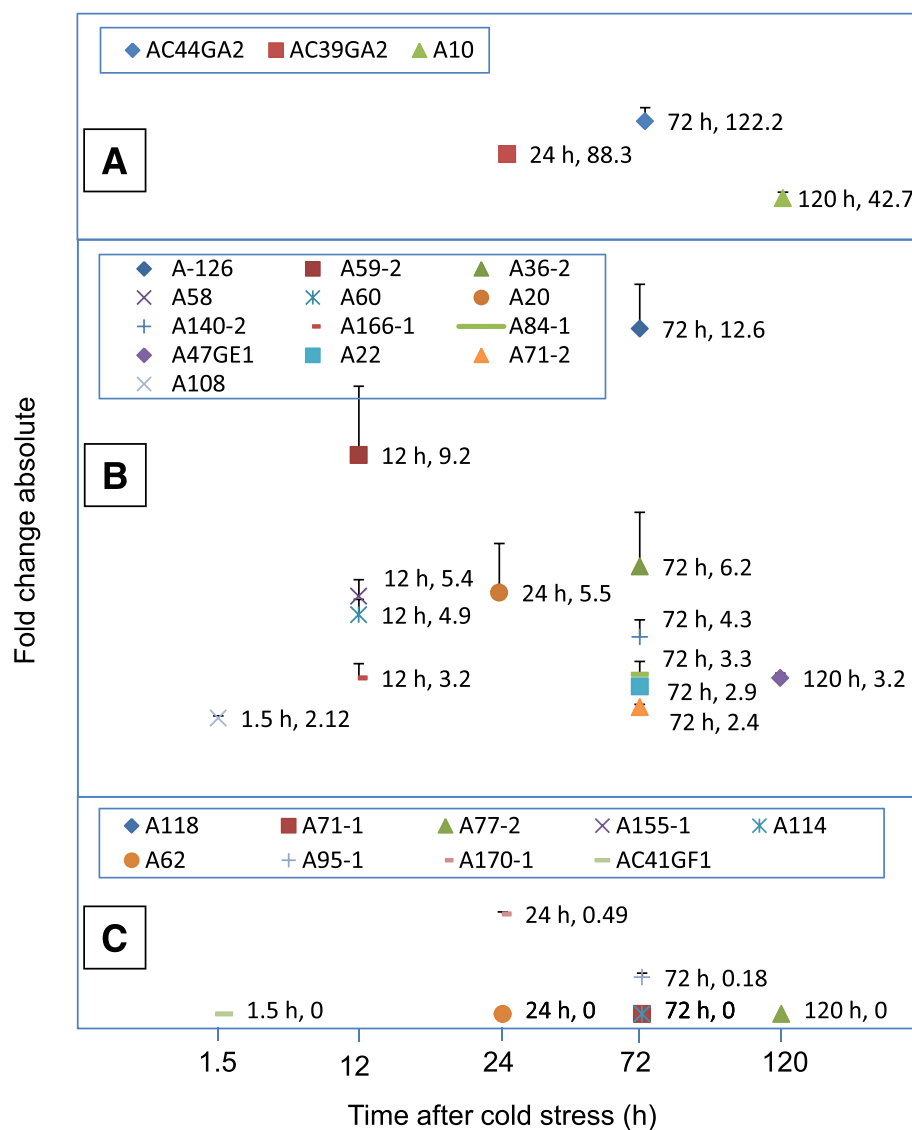 AC44GA2 AC39GA2 A10
72 h, 122.2
A
24 h, 88.3
120 h, 42.7
A-126 A59-2 A36-2
A58 A60 A20
A140-2 A166-1 A84-1
A47GE1 A22 A71-2
A108
72 h, 12.6
B
12 h, 9.2
72 h, 6.2
12 h, 5.4
24 h, 5.5
12 h, 4.9
72 h, 4.3
72 h, 3.3
12 h, 3.2
120 h, 3.2
72 h, 2.9
1.5 h, 2.12
72 h, 2.4
Fold change absolute
A118 A71-1 A77-2 A155-1 A114
A62 A95-1 A170-1 AC41GF1
C
24 h, 0.49
72 h, 0.18
1.5 h, 0
24 h, 0
72 h, 0
120 h, 0
1.5 12 24 72 120
Time after cold stress (h)